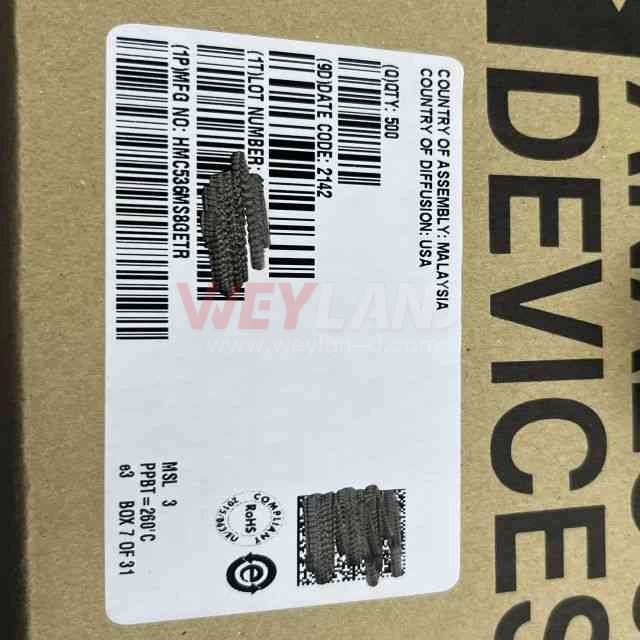 ANALOG
DEVICES
COUNTRY OF ASSEMBLY: MALAYSIA
COUNTRY OF DIFFUSION: USA
(Q)QTY: 500
(9D)DATE CODE: 2142
(1T)LOT NUMBER
(1P)MFG NO: HMC536MS8GETR
MSL 3
PPBT = 260°C
e3 BOX 7 OF 31
COMPLIANT
RoHS
e
WEYLAND
www.weylan-d.com